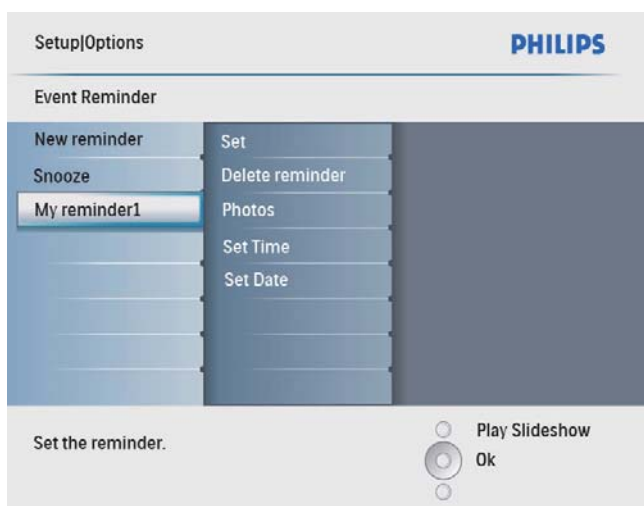 Setup|Options
PHILIPS
Event Reminder
New reminder
Snooze
My reminder1
Set
Delete reminder
Photos
Set Time
Set Date
Set the reminder.
Play Slideshow
Ok